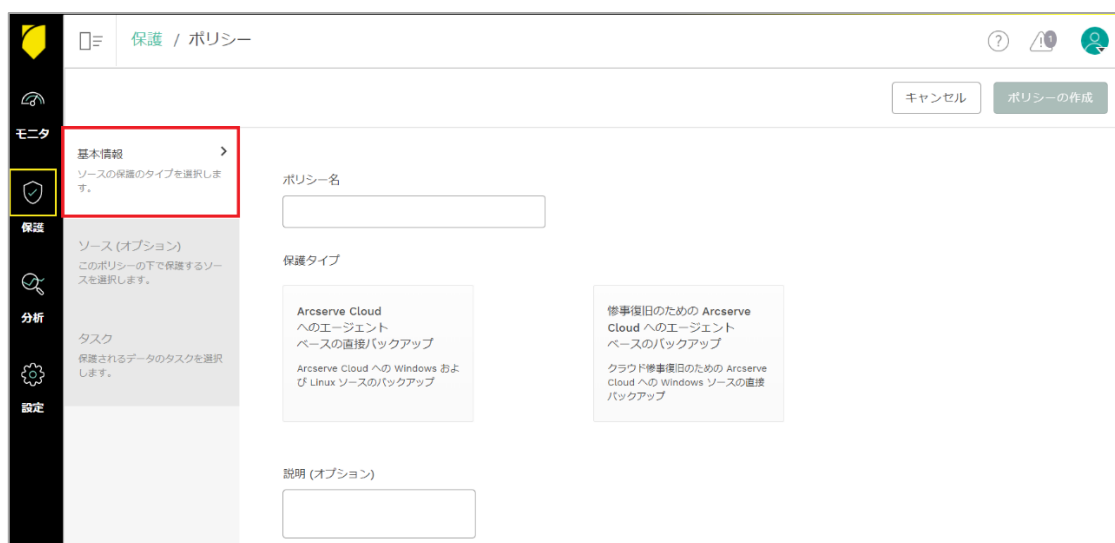 保護 / ポリシー
?
1
キャンセル
ポリシーの作成
モニタ
保護
分析
設定
基本情報
ソースの保護のタイプを選択しま
す。
ソース (オプション)
このポリシーの下で保護するソー
スを選択します。
タスク
保護されるデータのタスクを選択
します。
ポリシー名
保護タイプ
Arcserve Cloud
へのエージェント
ベースの直接バックアップ
Arcserve Cloud への Windows およ
び Linux ソースのバックアップ
惨事復旧のための Arcserve
Cloud へのエージェント
ベースのバックアップ
クラウド惨事復旧のための Arcserve
Cloud への Windows ソースの直接
バックアップ
説明 (オプション)